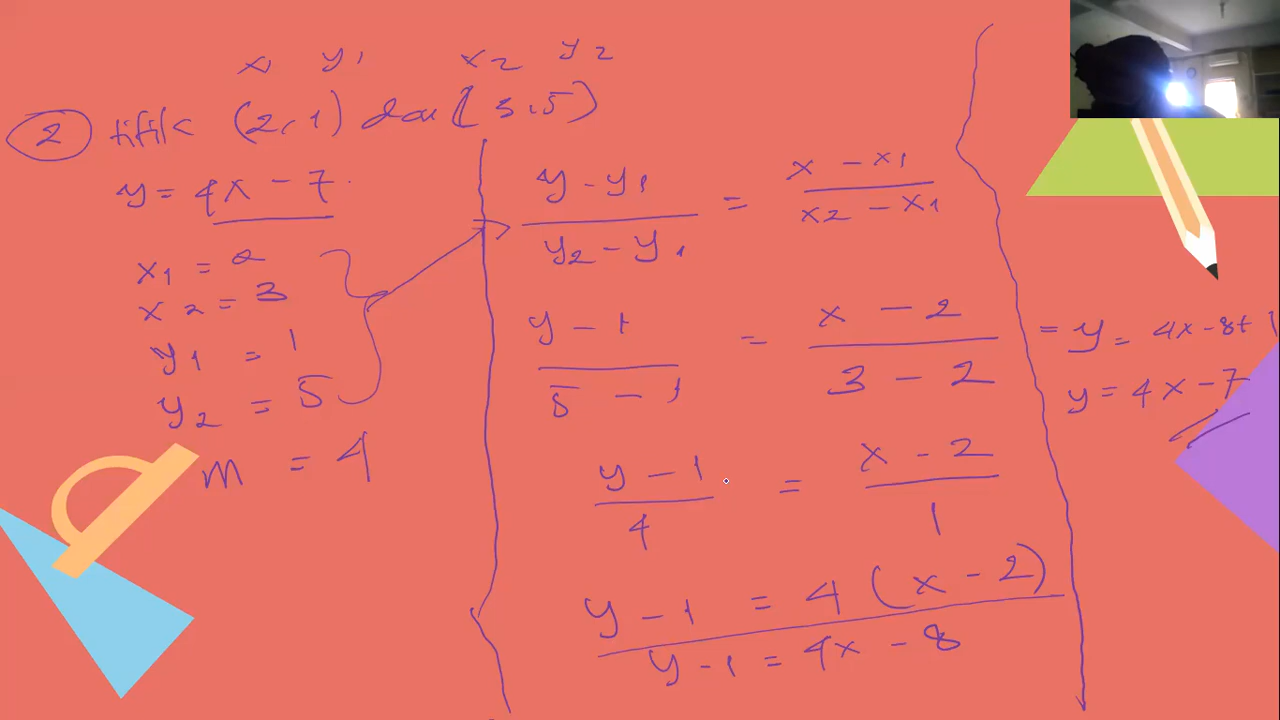 x1 y1 x2 y2
2 titik (2,1) dan (3,5)
y = 4x - 7
x1 = 2
x2 = 3
y1 = 1
y2 = 5
m = 4
y - y1 / y2 - y1 = x - x1 / x2 - x1
y - 1 / 5 - 1 = x - 2 / 3 - 2
y - 1 / 4 = x - 2 / 1
y - 1 = 4 (x - 2)
y - 1 = 4x - 8
= y = 4x - 8 + 1
y = 4x - 7